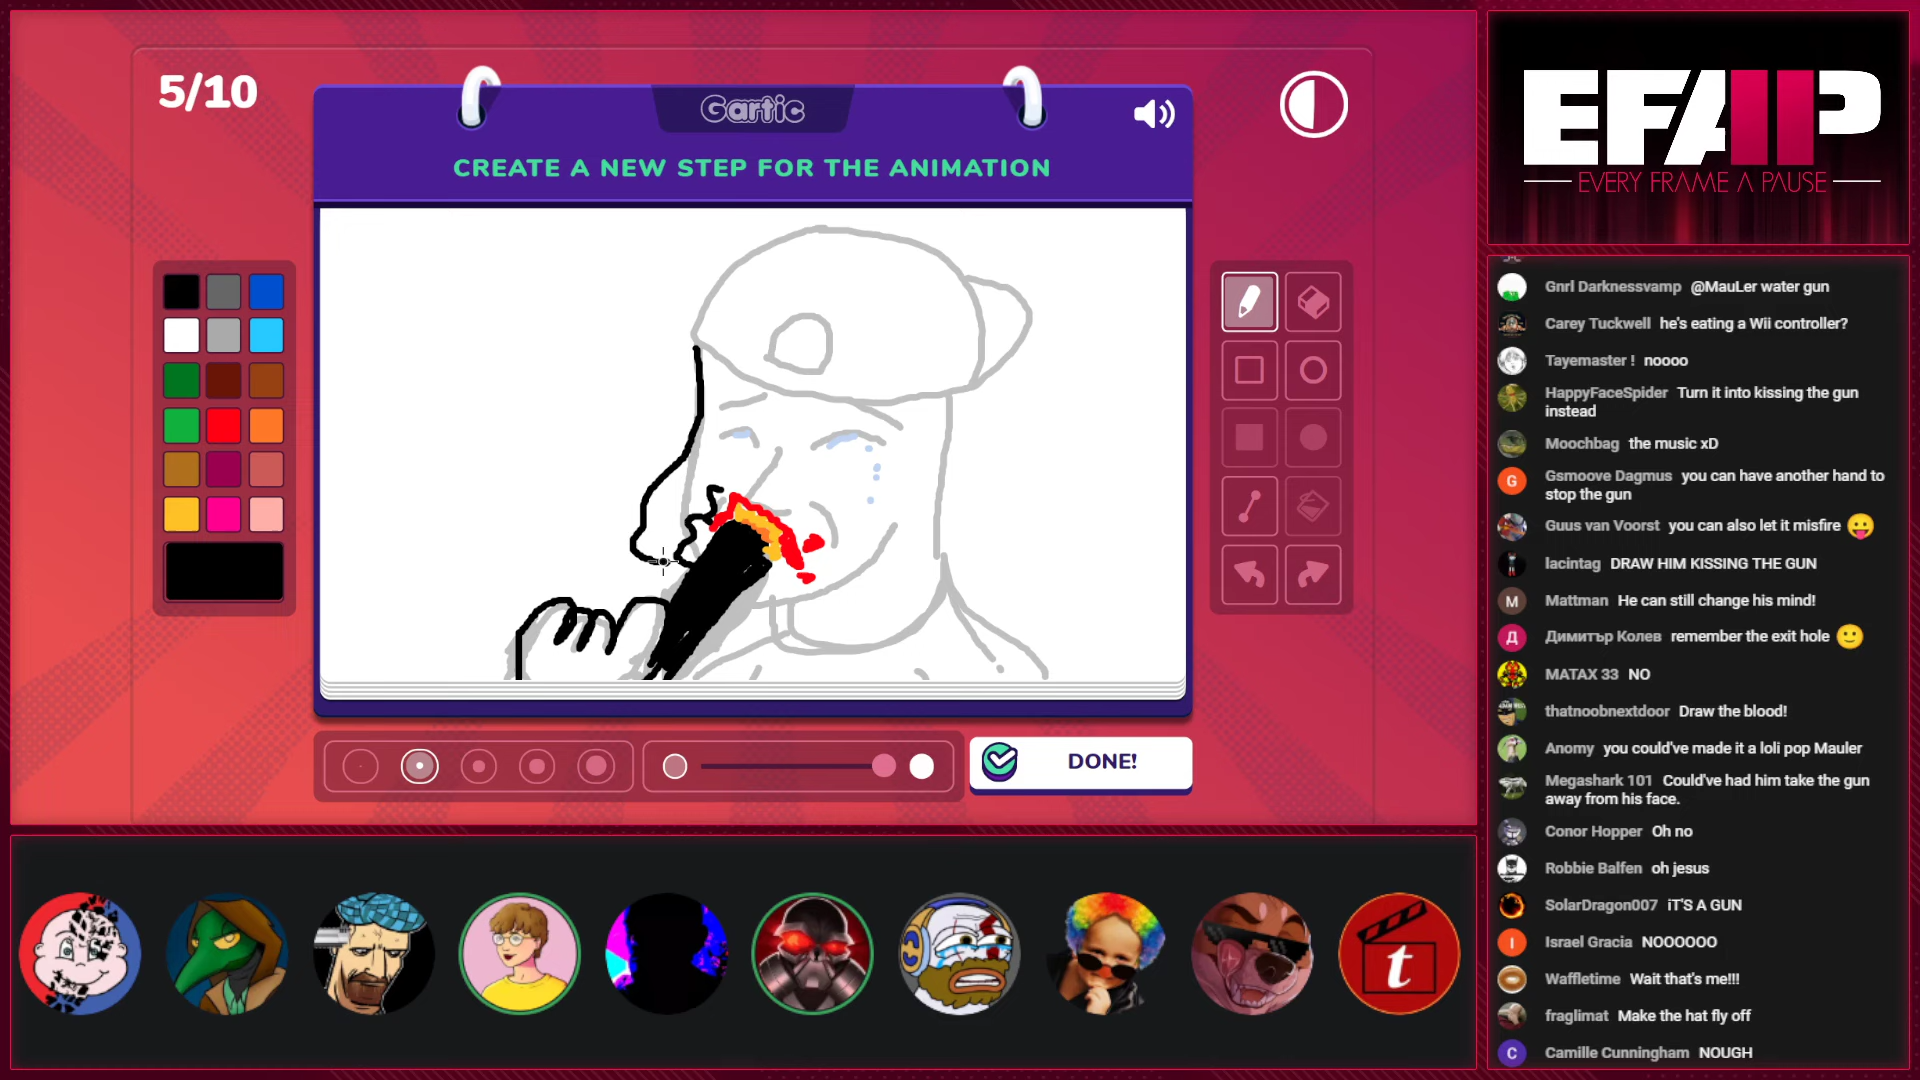 5/10
Gartic
CREATE A NEW STEP FOR THE ANIMATION
DONE!
EFAP
EVERY FRAME A PAUSE
Gnrl Darknessvamp @MauLer water gun
Carey Tuckwell he's eating a Wii controller?
Tayemaster ! noooo
HappyFaceSpider Turn it into kissing the gun
instead
Moochbag the music xD
Gsmoove Dagmus you can have another hand to
stop the gun
Guus van Voorst you can also let it misfire 😛
lacintag DRAW HIM KISSING THE GUN
M Mattman He can still change his mind!
Д Димитър Колев remember the exit hole 🙂
MATAX 33 NO
thatnoobnextdoor Draw the blood!
Anomy you could've made it a loli pop Mauler
Megashark 101 Could've had him take the gun
away from his face.
Conor Hopper Oh no
Robbie Balfen oh jesus
SolarDragon007 iT'S A GUN
I Israel Gracia NOOOOOO
Waffletime Wait that's me!!!
fraglimat Make the hat fly off
C Camille Cunningham NOUGH
G
t